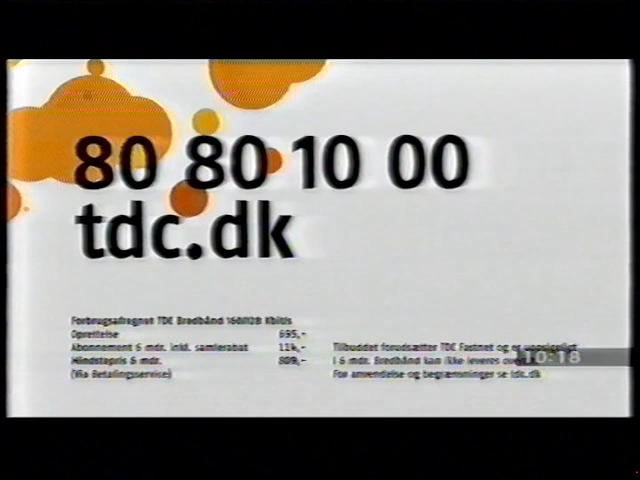 80 80 10 00
tdc.dk
Forbrugsafregnet TDC Bredbånd 160/128 Kbit/s
Oprettelse 695,-
Abonnement 6 mdr. inkl. samlerabat 114,-
Mindstepris 6 mdr. 809,-
(Via Betalingsservice)
Tilbuddet forudsætter TDC Fastnet og er uopsigeligt
i 6 mdr. Bredbånd kan ikke leveres
10:18
For anvendelse og begrænsninger se tdc.dk